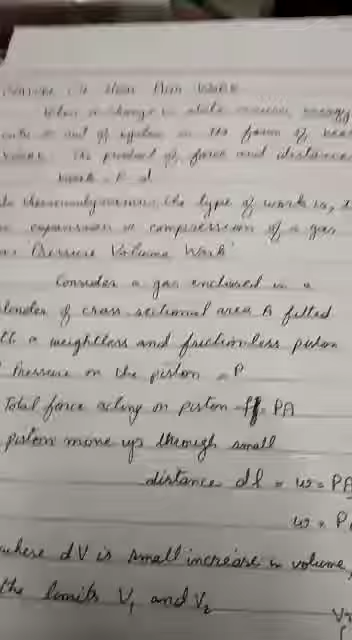 Work
When a change in state occurs, energy
out of system in the form of heat
work. The product of force and distance
work = F. d
In thermodynamics the type of work is,
expansion or compression of a gas
'Pressure Volume Work'
Consider a gas enclosed in a
of cross sectional area A fitted
a weightless and frictionless piston
Pressure on the piston = P
Total force acting on piston f = PA
piston move up through small
distance dl = w = PA
w = P
where dV is small increase in volume,
the limits V₁ and V₂
V₂